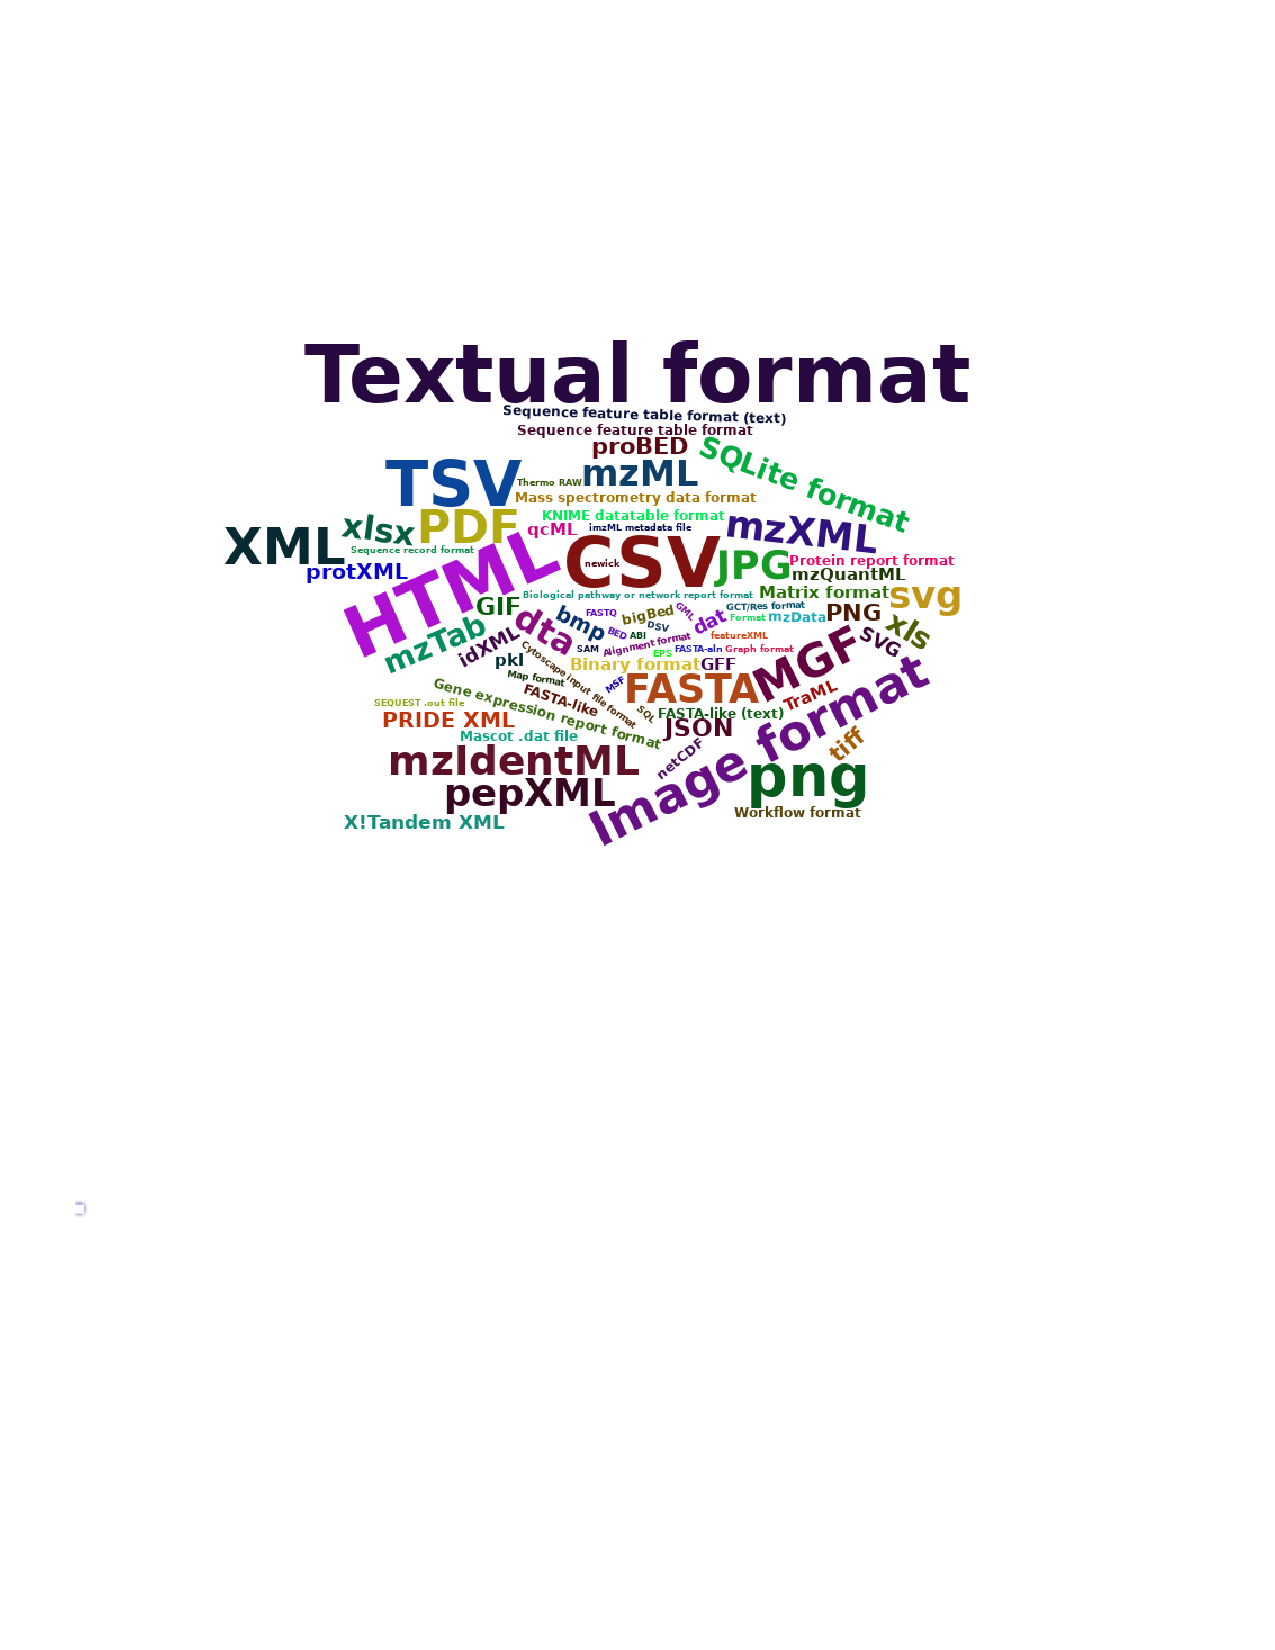 Textual format
Sequence feature table format (text)
Sequence feature table format
proBED
SQLite format
TSV
Thermo RAW
mzML
Mass spectrometry data format
xlsx
PDF
KNIME datatable format
qcML
imzML metadata file
mzXML
XML
Sequence record format
HTML
CSV
newick
JPG
Protein report format
protXML
mzQuantML
Biological pathway or network report format
Matrix format
svg
GIF
dta
bmp
FASTQ
bigBed
GML
dat
GCT/Res format
Format
mzData
PNG
xls
mzTab
idXML
BED
ABI
DSV
featureXML
SVG
SAM
Alignment format
EPS
FASTA-aln
Graph format
MGF
pkl
Cytoscape input file format
Binary format
GFF
Map format
MSF
FASTA
TraML
Image format
Gene expression report format
FASTA-like
SQL
SEQUEST .out file
FASTA-like (text)
PRIDE XML
JSON
Mascot .dat file
netCDF
tiff
mzIdentML
png
pepXML
Workflow format
X!Tandem XML